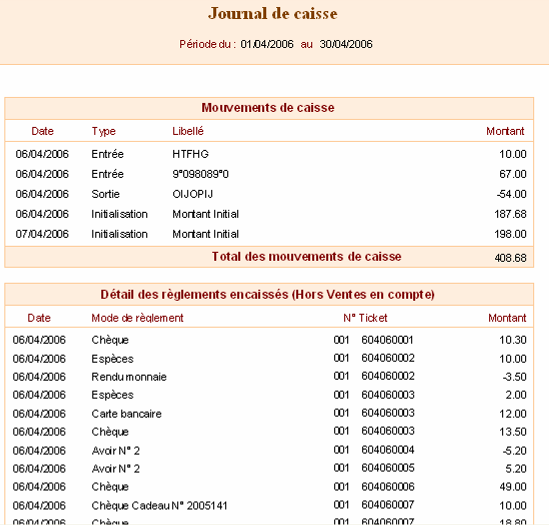 Journal de caisse
Période du : 01/04/2006 au 30/04/2006
Mouvements de caisse
Date Type Libellé Montant
06/04/2006 Entrée HTFHG 10.00
06/04/2006 Entrée 9°098089°0 67.00
06/04/2006 Sortie OIJOPIJ -54.00
06/04/2006 Initialisation Montant Initial 187.68
07/04/2006 Initialisation Montant Initial 198.00
Total des mouvements de caisse 408.68
Détail des règlements encaissés (Hors Ventes en compte)
Date Mode de règlement N° Ticket Montant
06/04/2006 Chèque 001 604060001 10.30
06/04/2006 Espèces 001 604060002 10.00
06/04/2006 Rendu monnaie 001 604060002 -3.50
06/04/2006 Espèces 001 604060003 2.00
06/04/2006 Carte bancaire 001 604060003 12.00
06/04/2006 Chèque 001 604060003 13.50
06/04/2006 Avoir N° 2 001 604060004 -5.20
06/04/2006 Avoir N° 2 001 604060005 5.20
06/04/2006 Chèque 001 604060006 49.00
06/04/2006 Chèque Cadeau N° 2005141 001 604060007 10.00
06/04/2006 Chèque 001 604060007 18.80